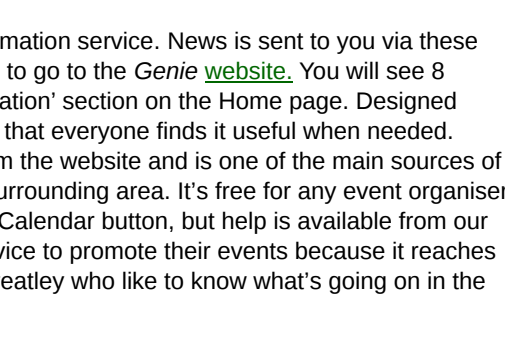 mation service. News is sent to you via these
to go to the Genie website. You will see 8
ation’ section on the Home page. Designed
that everyone finds it useful when needed.
m the website and is one of the main sources of
urrounding area. It’s free for any event organiser
Calendar button, but help is available from our
vice to promote their events because it reaches
eatley who like to know what’s going on in the